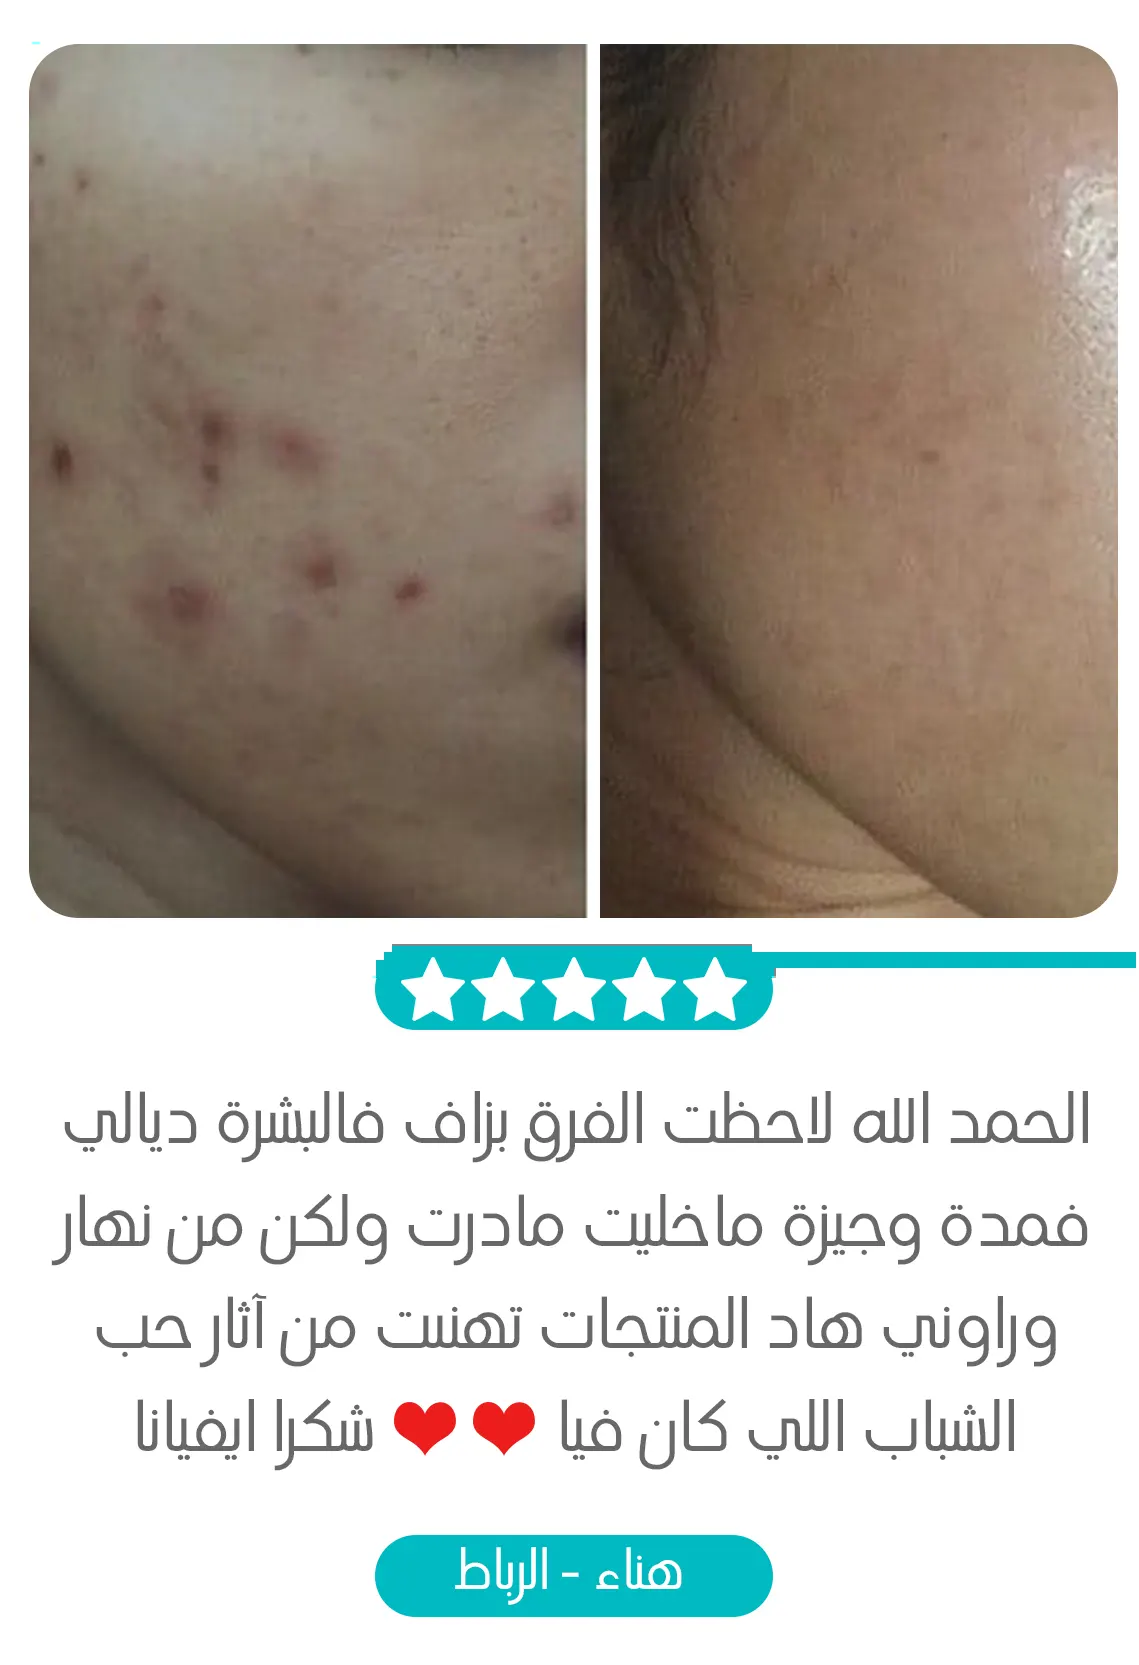 الحمد الله لاحظت الفرق بزاف فالبشرة ديالي
فمدة وجيزة ماخليت مادرت ولكن من نهار
وراوني هاد المنتجات تهنيت من آثار حب
الشباب اللي كان فيا ❤❤ شكرا ايفيانا
هناء - الرباط